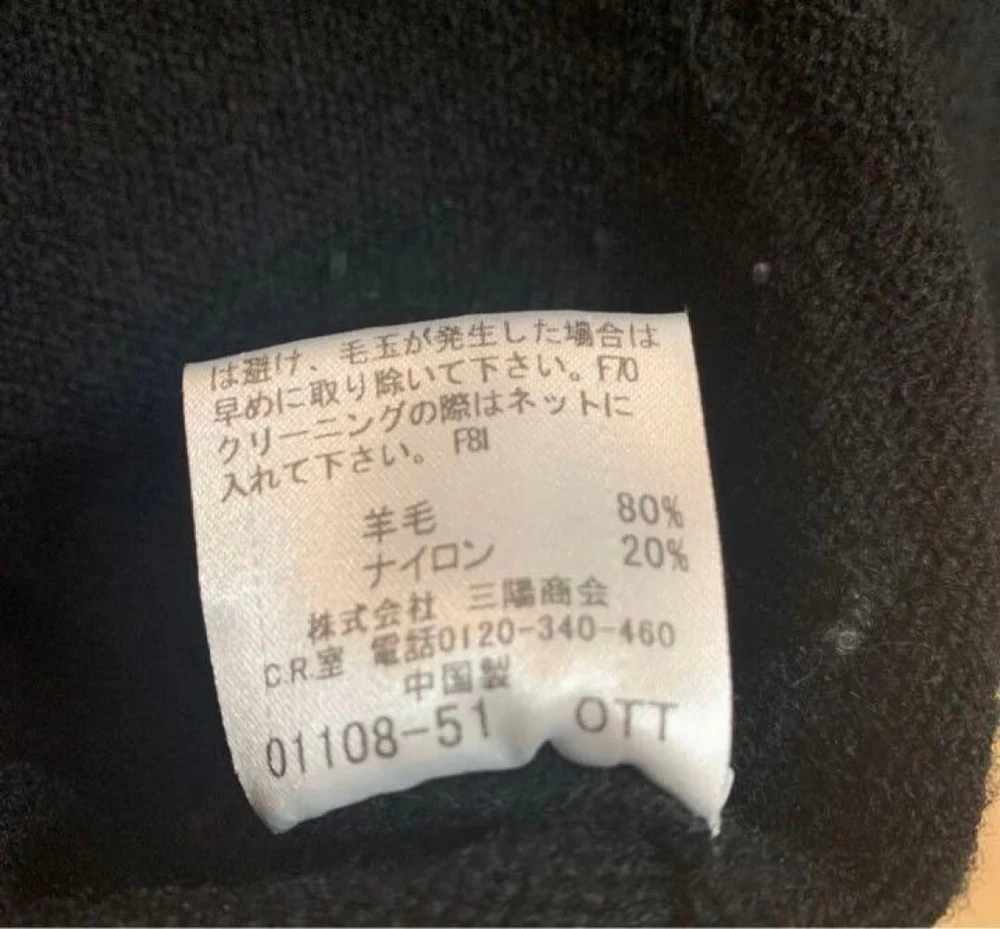 は避け、毛玉が発生した場合は
早めに取り除いて下さい。F70
クリーニングの際はネットに
入れて下さい。F81
羊毛 80%
ナイロン 20%
株式会社 三陽商会
C.R.室 電話0120-340-460
中国製
01108-51 OTT